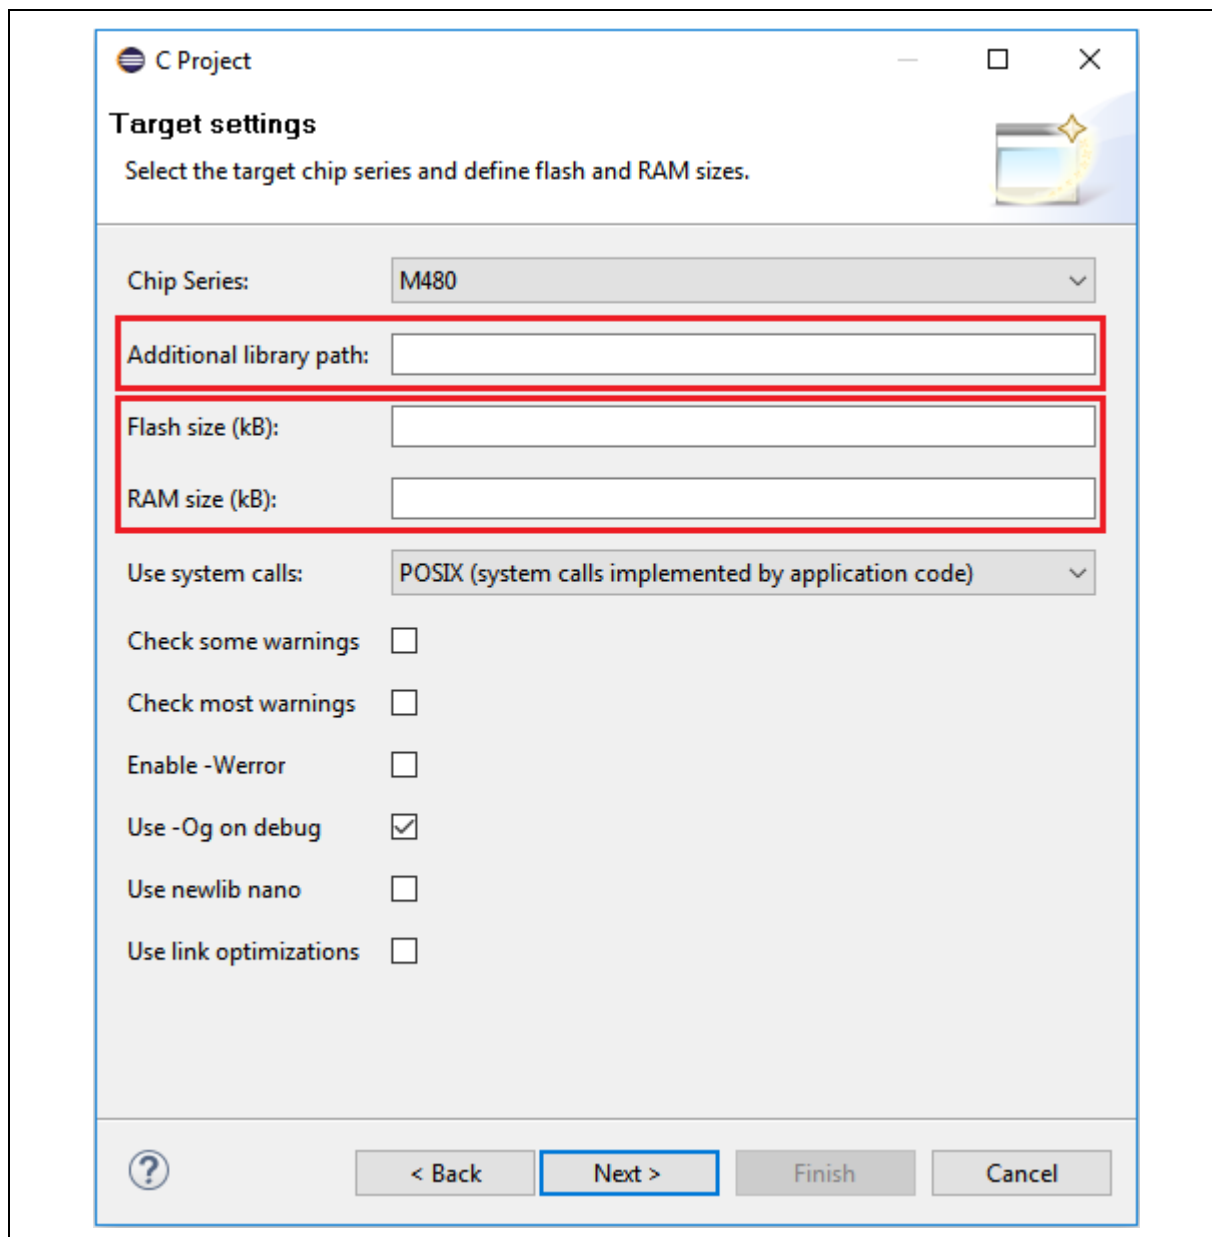 C Project
Target settings
Select the target chip series and define flash and RAM sizes.
Chip Series: M480
Additional library path:
Flash size (kB):
RAM size (kB):
Use system calls: POSIX (system calls implemented by application code)
Check some warnings
Check most warnings
Enable -Werror
Use -Og on debug
Use newlib nano
Use link optimizations
? < Back Next > Finish Cancel